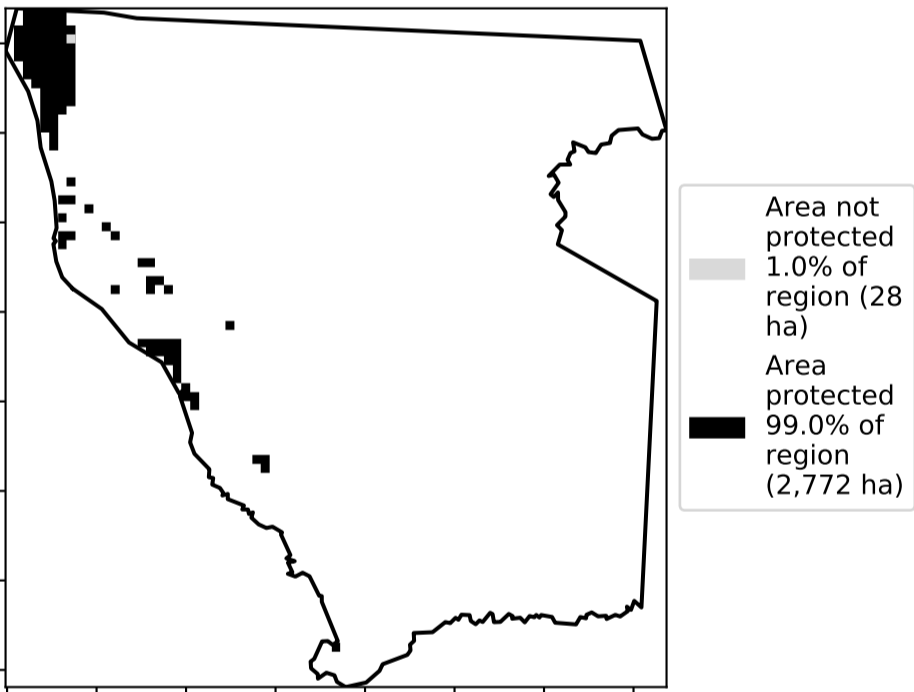 Area not
protected
1.0% of
region (28
ha)
Area
protected
99.0% of
region
(2,772 ha)